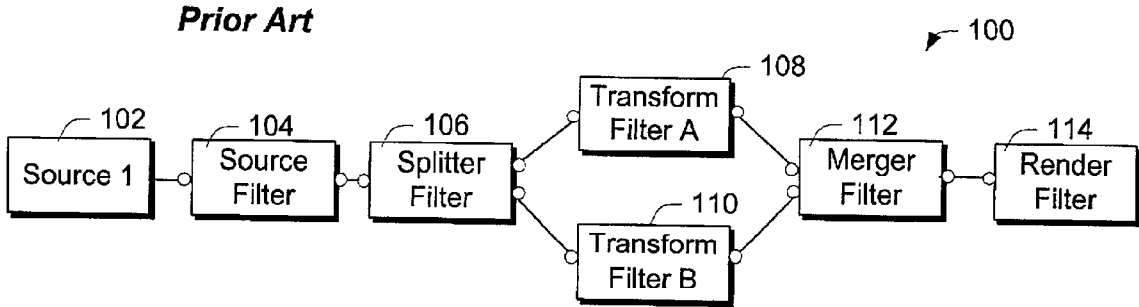 Prior Art
100
102
Source 1
104
Source
Filter
106
Splitter
Filter
108
Transform
Filter A
110
Transform
Filter B
112
Merger
Filter
114
Render
Filter